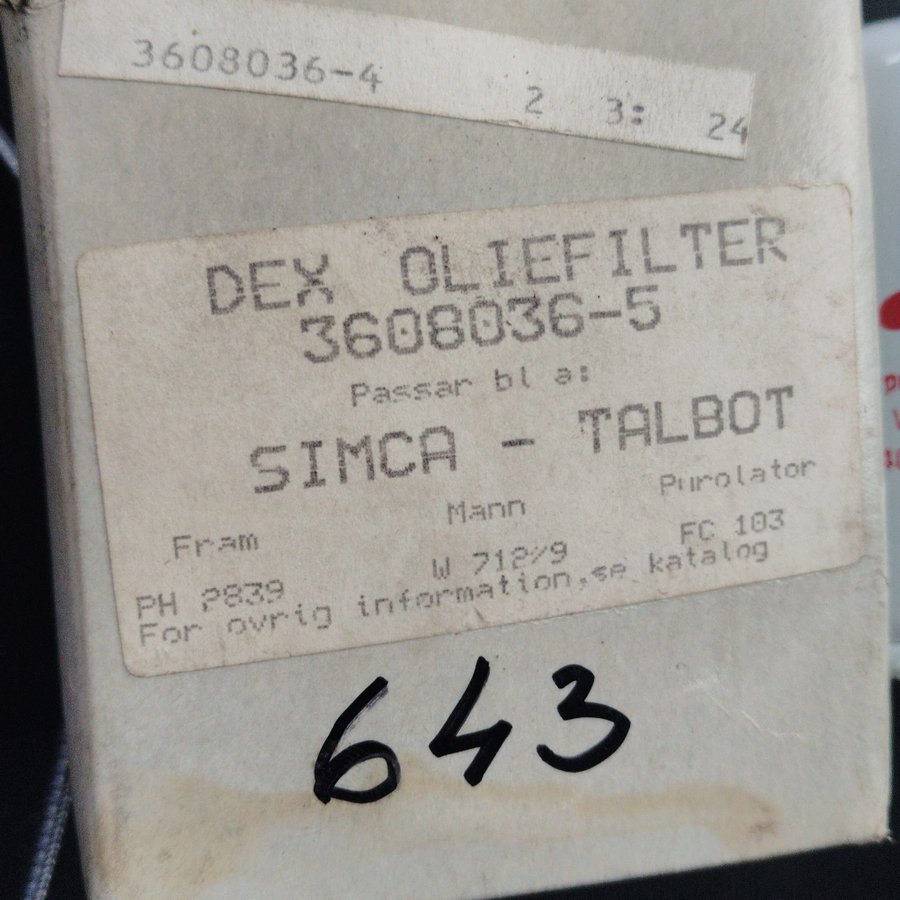 3608036-4 2 3: 24
DEX OLIEFILTER
3608036-5
Passar bl a:
SIMCA - TALBOT
Fram Mann Purolator
PH 2839 W 712/9 FC 103
For ovrig information,se katalog
643